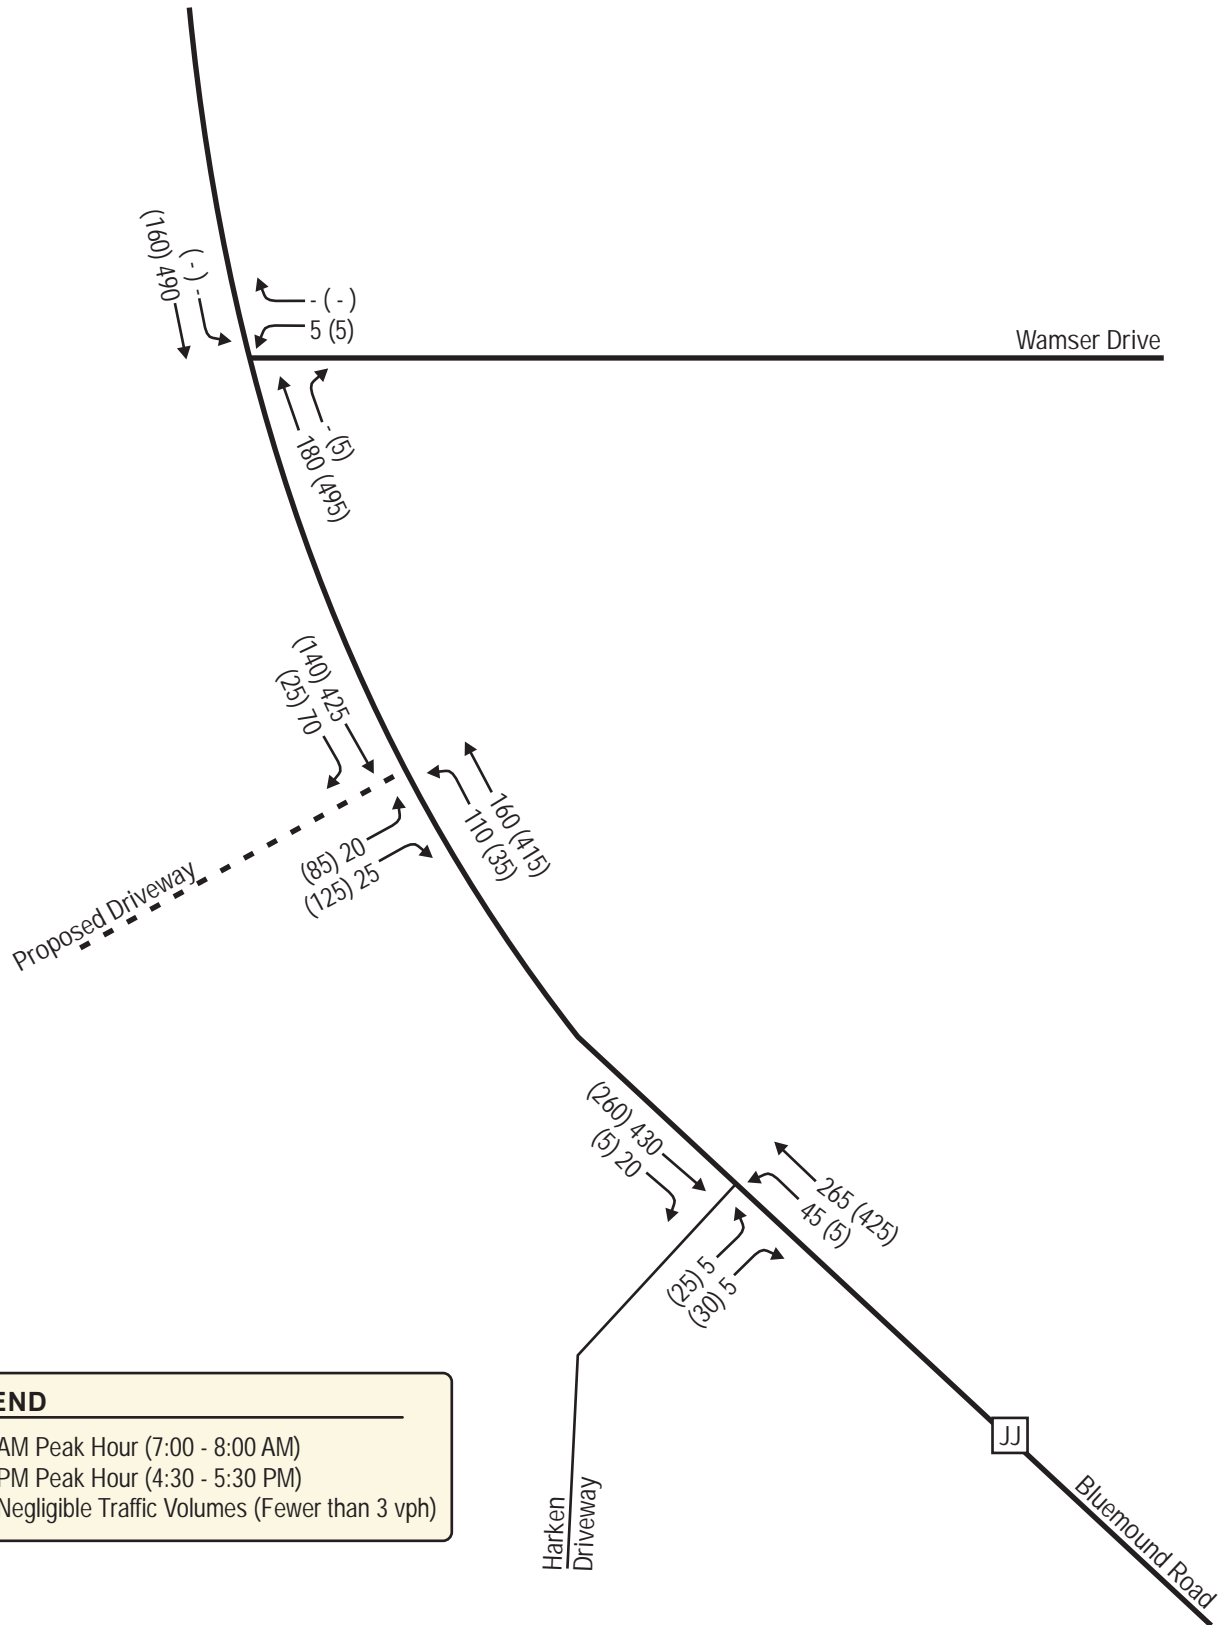 (160) 490
( - ) -
- ( - )
5 (5)
Wamser Drive
- (5)
180 (495)
(140) 425
(25) 70
160 (415)
110 (35)
(85) 20
(125) 25
Proposed Driveway
(260) 430
(5) 20
265 (425)
45 (5)
(25) 5
(30) 5
END
AM Peak Hour (7:00 - 8:00 AM)
PM Peak Hour (4:30 - 5:30 PM)
Negligible Traffic Volumes (Fewer than 3 vph)
JJ
Bluemound Road
Harken
Driveway